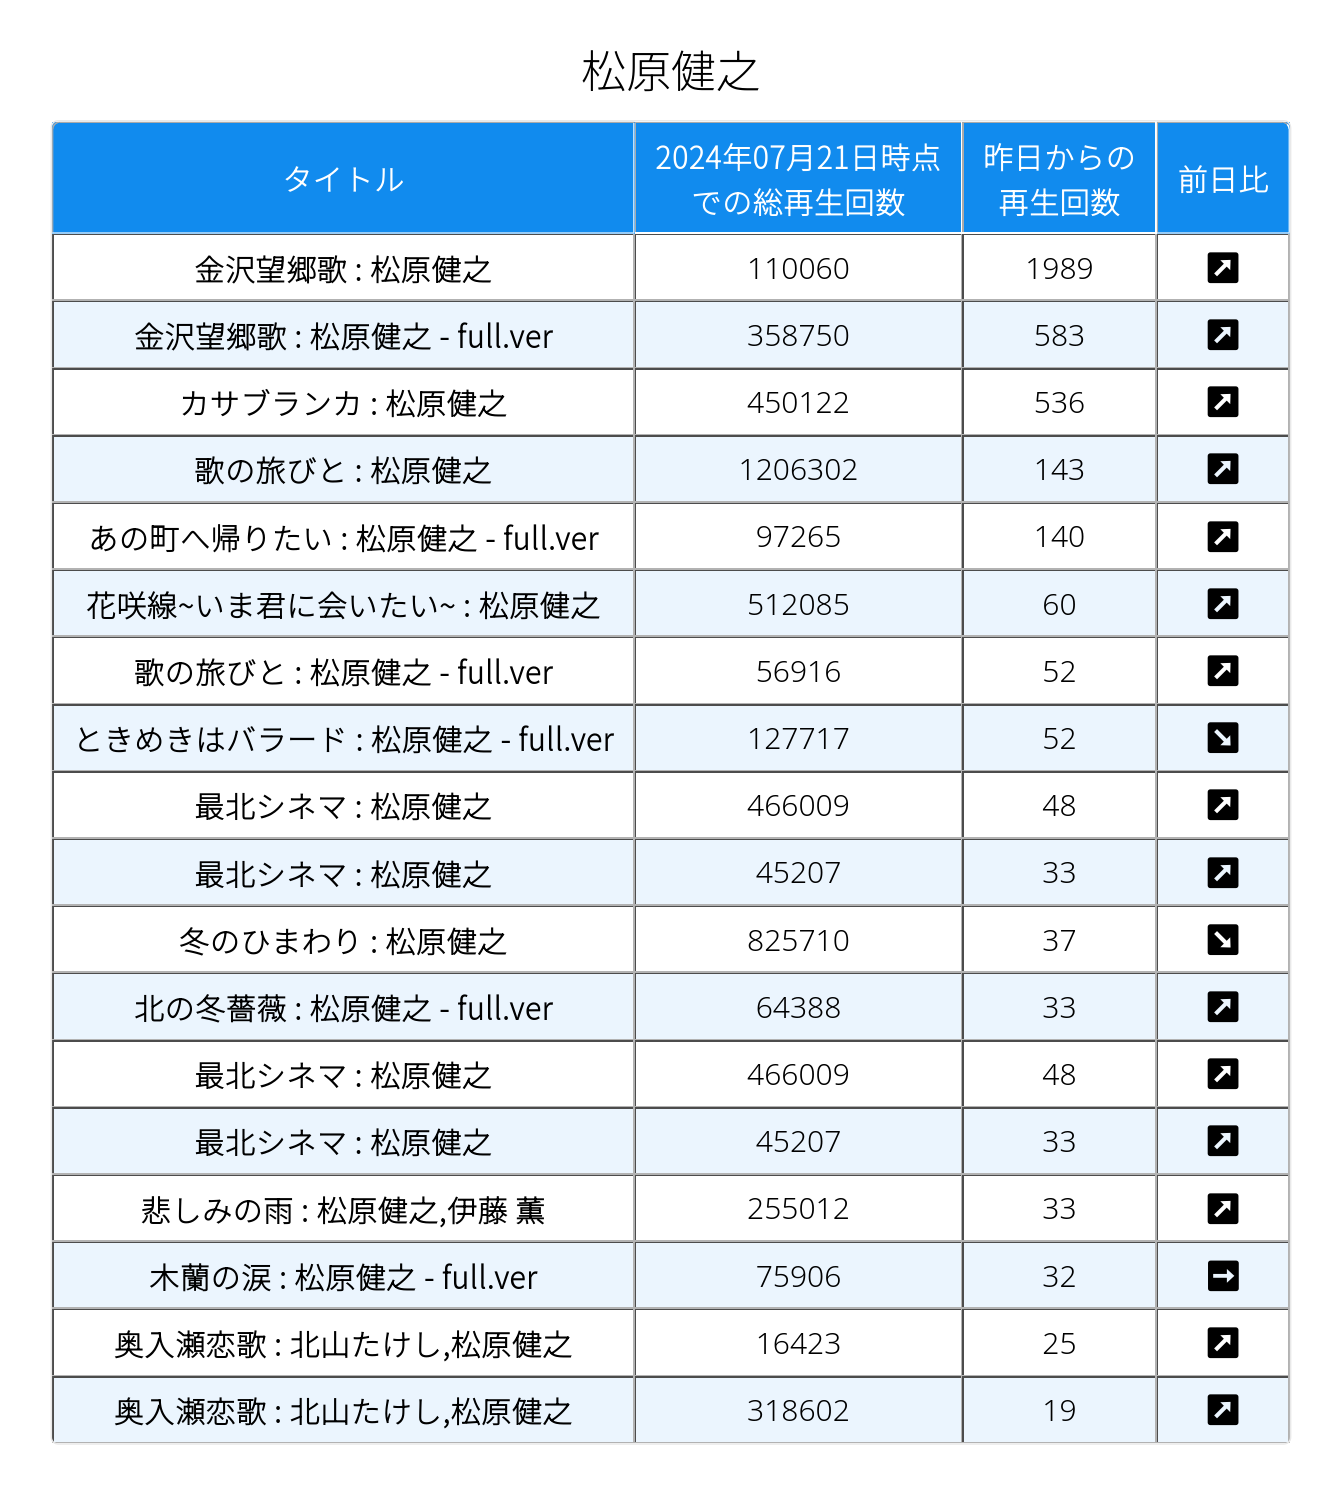 松原健之
タイトル
2024年07月21日時点
での総再生回数
昨日からの
再生回数
前日比
金沢望郷歌 : 松原健之 110060 1989 ↗
金沢望郷歌 : 松原健之 - full.ver 358750 583 ↗
カサブランカ : 松原健之 450122 536 ↗
歌の旅びと : 松原健之 1206302 143 ↗
あの町へ帰りたい : 松原健之 - full.ver 97265 140 ↗
花咲線~いま君に会いたい~ : 松原健之 512085 60 ↗
歌の旅びと : 松原健之 - full.ver 56916 52 ↗
ときめきはバラード : 松原健之 - full.ver 127717 52 ↘
最北シネマ : 松原健之 466009 48 ↗
最北シネマ : 松原健之 45207 33 ↗
冬のひまわり : 松原健之 825710 37 ↘
北の冬薔薇 : 松原健之 - full.ver 64388 33 ↗
最北シネマ : 松原健之 466009 48 ↗
最北シネマ : 松原健之 45207 33 ↗
悲しみの雨 : 松原健之,伊藤 薫 255012 33 ↗
木蘭の涙 : 松原健之 - full.ver 75906 32 →
奥入瀬恋歌 : 北山たけし,松原健之 16423 25 ↗
奥入瀬恋歌 : 北山たけし,松原健之 318602 19 ↗